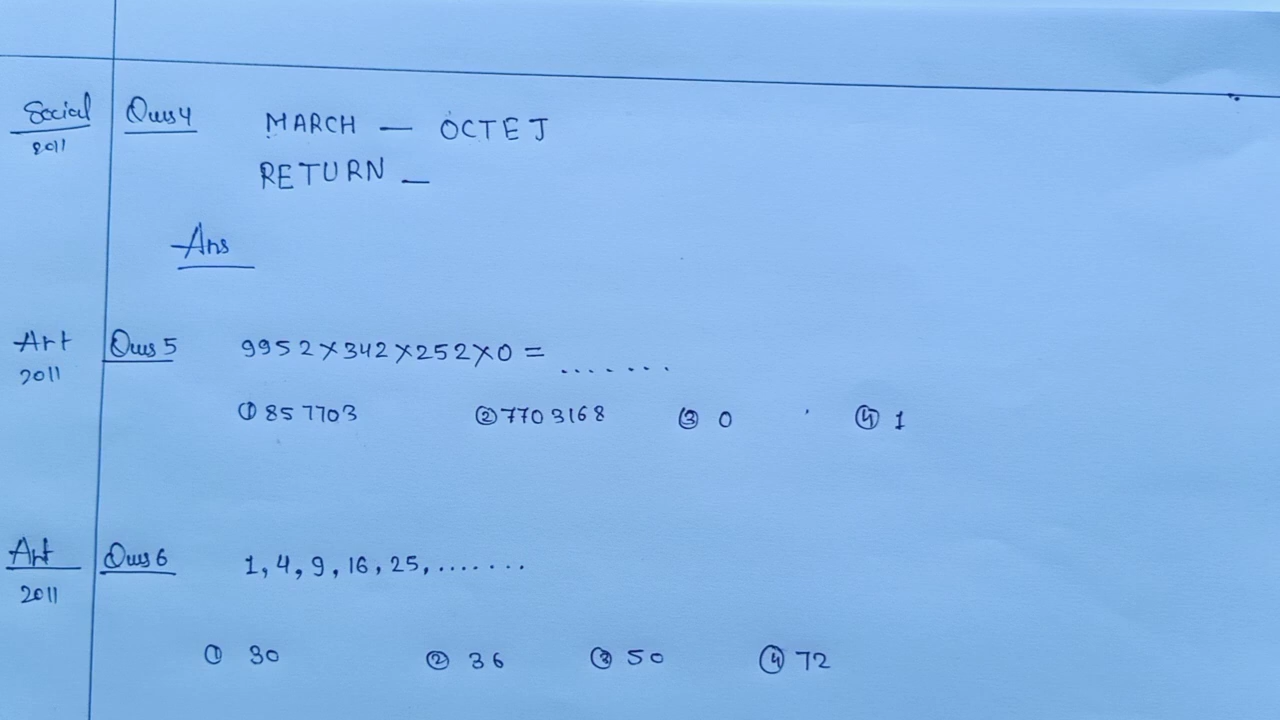 Social Ques 4 MARCH — OCTEJ
2011
RETURN —
Ans
Art Ques 5 9952×342×252×0 = .......
2011
① 857703 ② 7703168 ③ 0 ④ 1
Art Ques 6 1, 4, 9, 16, 25, .......
2011
① 30 ② 36 ③ 50 ④ 72